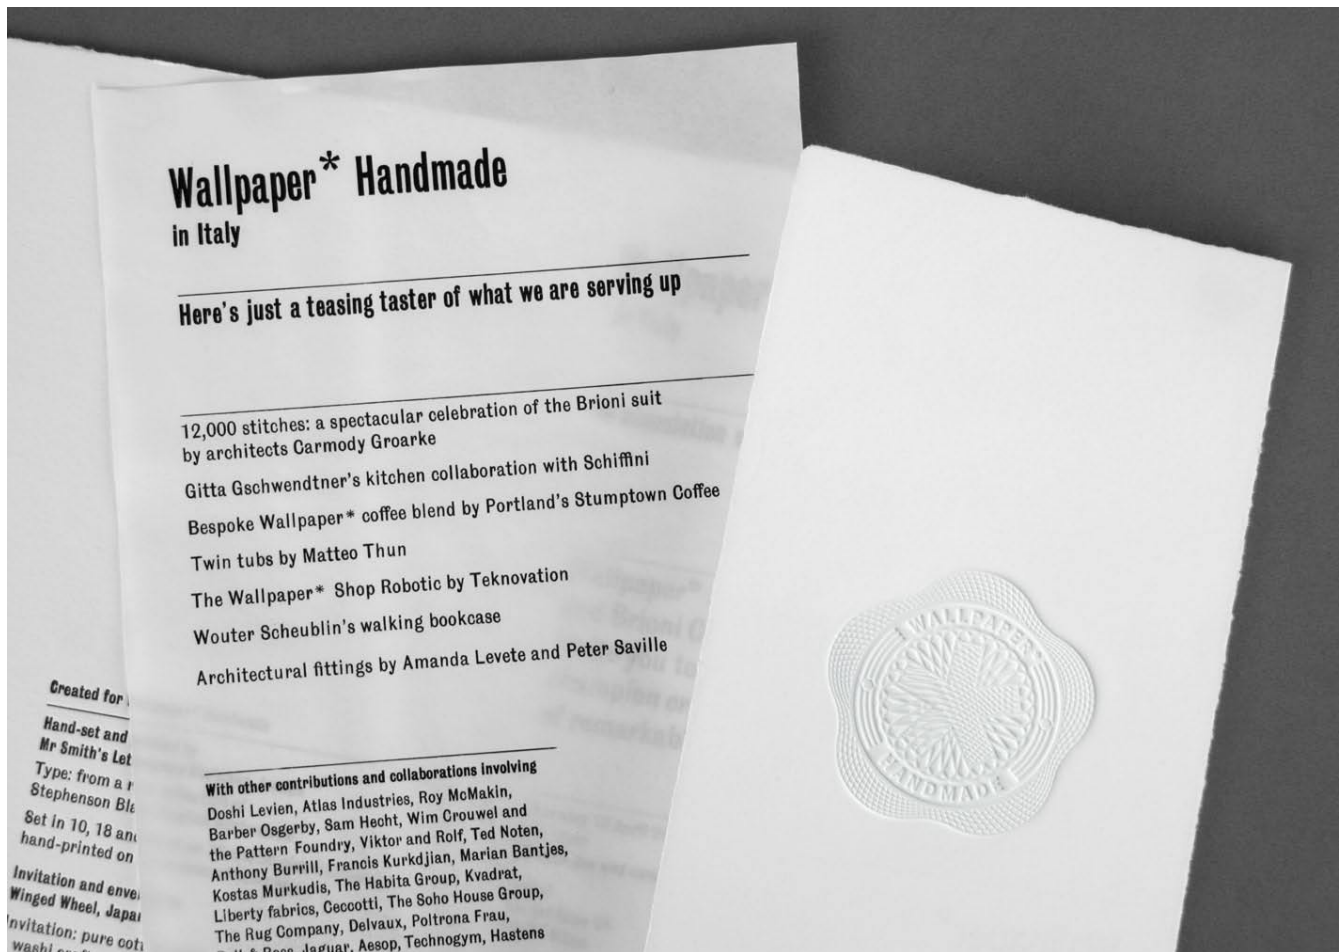 Wallpaper* Handmade
in Italy
Here's just a teasing taster of what we are serving up
12,000 stitches: a spectacular celebration of the Brioni suit
by architects Carmody Groarke
Gitta Gschwendtner's kitchen collaboration with Schiffini
Bespoke Wallpaper* coffee blend by Portland's Stumptown Coffee
Twin tubs by Matteo Thun
The Wallpaper* Shop Robotic by Teknovation
Wouter Scheublin's walking bookcase
Architectural fittings by Amanda Levete and Peter Saville
With other contributions and collaborations involving
Doshi Levien, Atlas Industries, Roy McMakin,
Barber Osgerby, Sam Hecht, Wim Crouwel and
the Pattern Foundry, Viktor and Rolf, Ted Noten,
Anthony Burrill, Francis Kurkdjian, Marian Bantjes,
Kostas Murkudis, The Habita Group, Kvadrat,
Liberty fabrics, Ceccotti, The Soho House Group,
The Rug Company, Delvaux, Poltrona Frau,
Jaguar, Aesop, Technogym, Hastens
Created for
Hand-set and
Mr Smith's Let
Type: from a
Stephenson Bla
Set in 10, 18 and
hand-printed on
Invitation and enve
Winged Wheel, Japa
Invitation: pure cott
washi
WALLPAPER*
HANDMADE